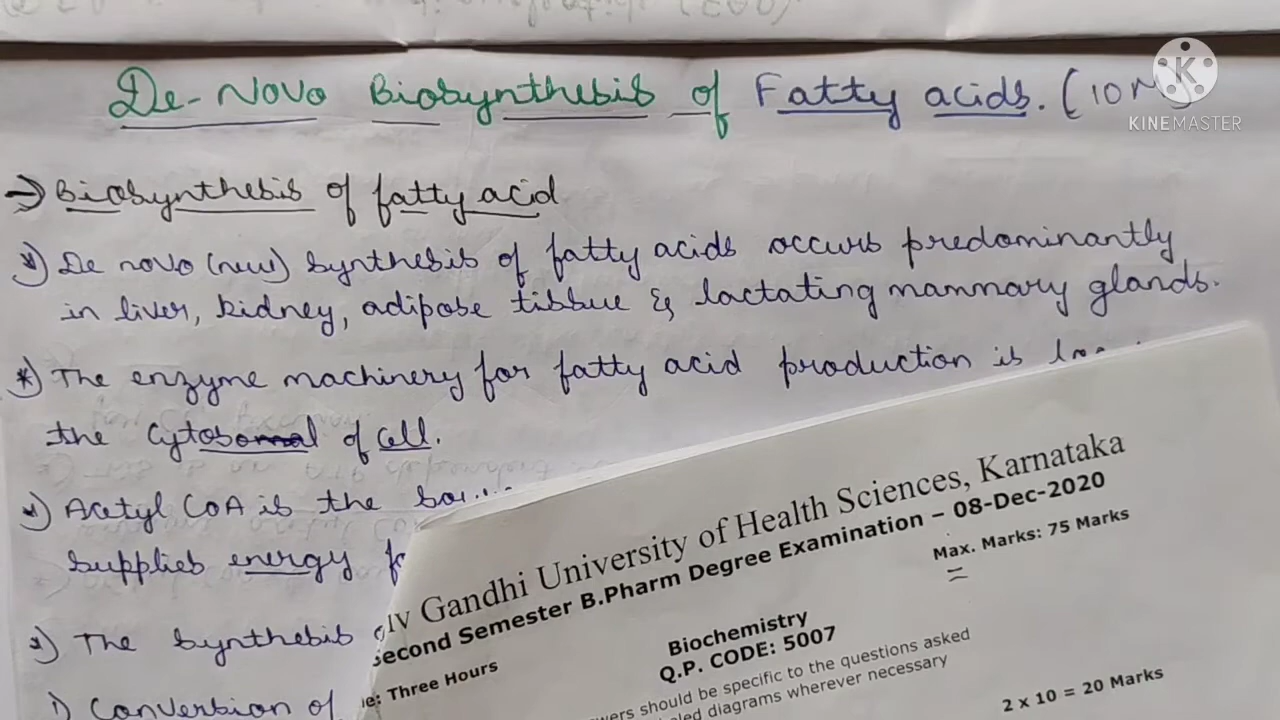 De-Novo Biosynthesis of Fatty acids. (10M)
KINEMASTER
→ Biosynthesis of fatty acid
*) De novo (new) synthesis of fatty acids occurs predominantly
in liver, kidney, adipose tissue & lactating mammary glands.
*) The enzyme machinery for fatty acid production is
the cytosomal of cell.
*) Acetyl CoA is the
supplies energy
*) The synthesis
1) Conversion of
Gandhi University of Health Sciences, Karnataka
Second Semester B.Pharm Degree Examination – 08-Dec-2020
Three Hours
Max. Marks: 75 Marks
Biochemistry
Q.P. CODE: 5007
should be specific to the questions asked
diagrams wherever necessary
2 x 10 = 20 Marks